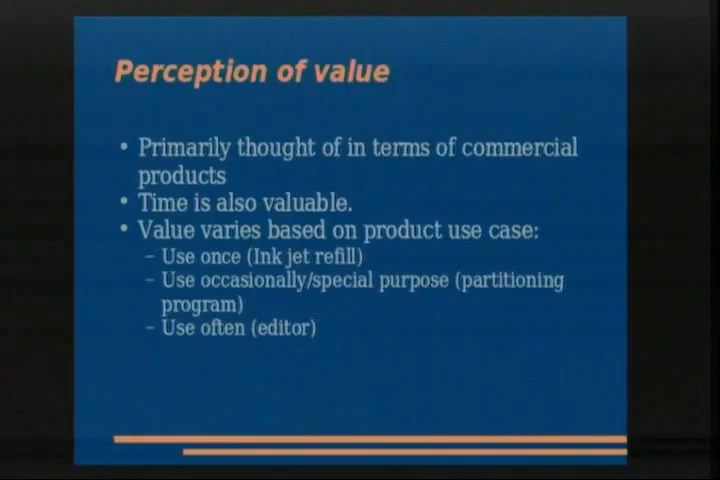 Perception of value
• Primarily thought of in terms of commercial
products
• Time is also valuable.
• Value varies based on product use case:
– Use once (Ink jet refill)
– Use occasionally/special purpose (partitioning
program)
– Use often (editor)